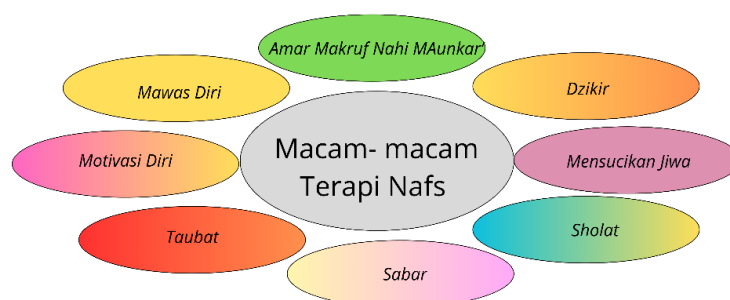 Amar Makruf Nahi MAunkar'
Mawas Diri
Dzikir
Macam- macam
Terapi Nafs
Motivasi Diri
Mensucikan Jiwa
Taubat
Sholat
Sabar